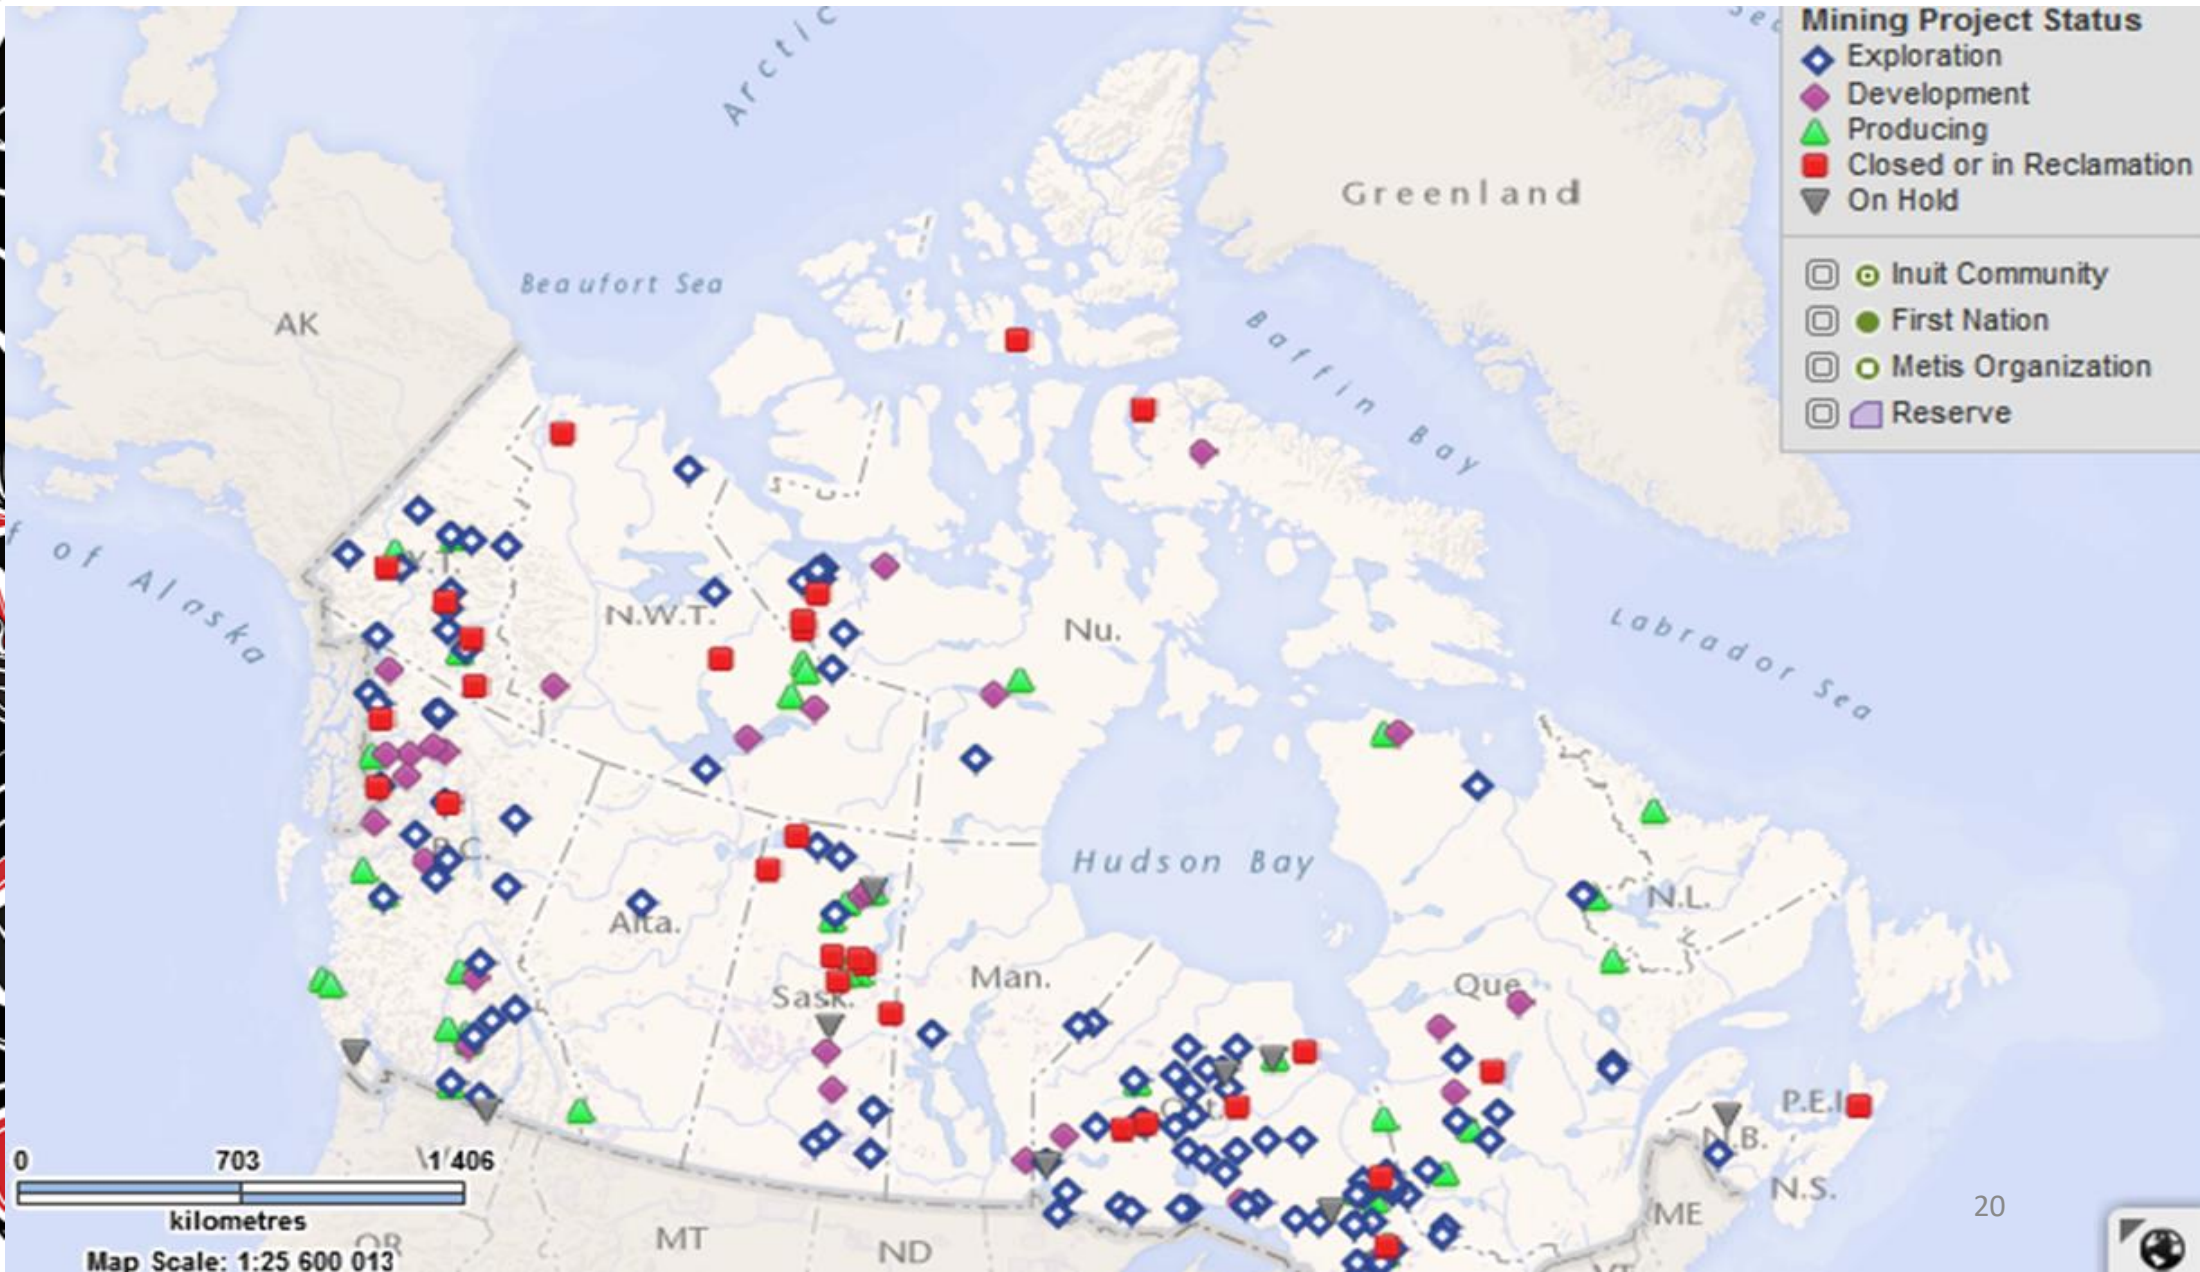 Mining Project Status
Exploration
Development
Producing
Closed or in Reclamation
On Hold
Inuit Community
First Nation
Metis Organization
Reserve
Arctic
Greenland
Beaufort Sea
AK
Baffin Bay
of Alaska
Labrador Sea
N.W.T.
Nu.
Hudson Bay
B.C.
Alta.
N.L.
Man.
Sask.
Que
Ont.
P.E.I
N.B.
N.S.
ME
MT
ND
OR
VT
0 703 1'406
kilometres
Map Scale: 1:25 600 013
20